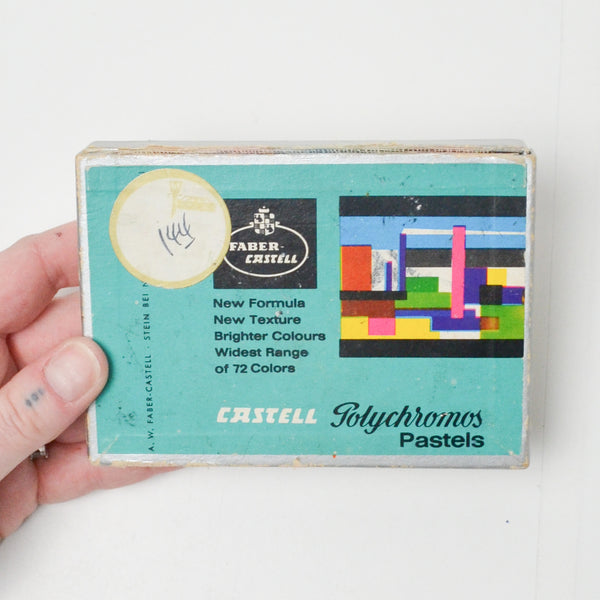 144
FABER-
CASTELL
New Formula
New Texture
Brighter Colours
Widest Range
of 72 Colors
CASTELL Polychromos
Pastels
A. W. FABER-CASTELL · STEIN BEI